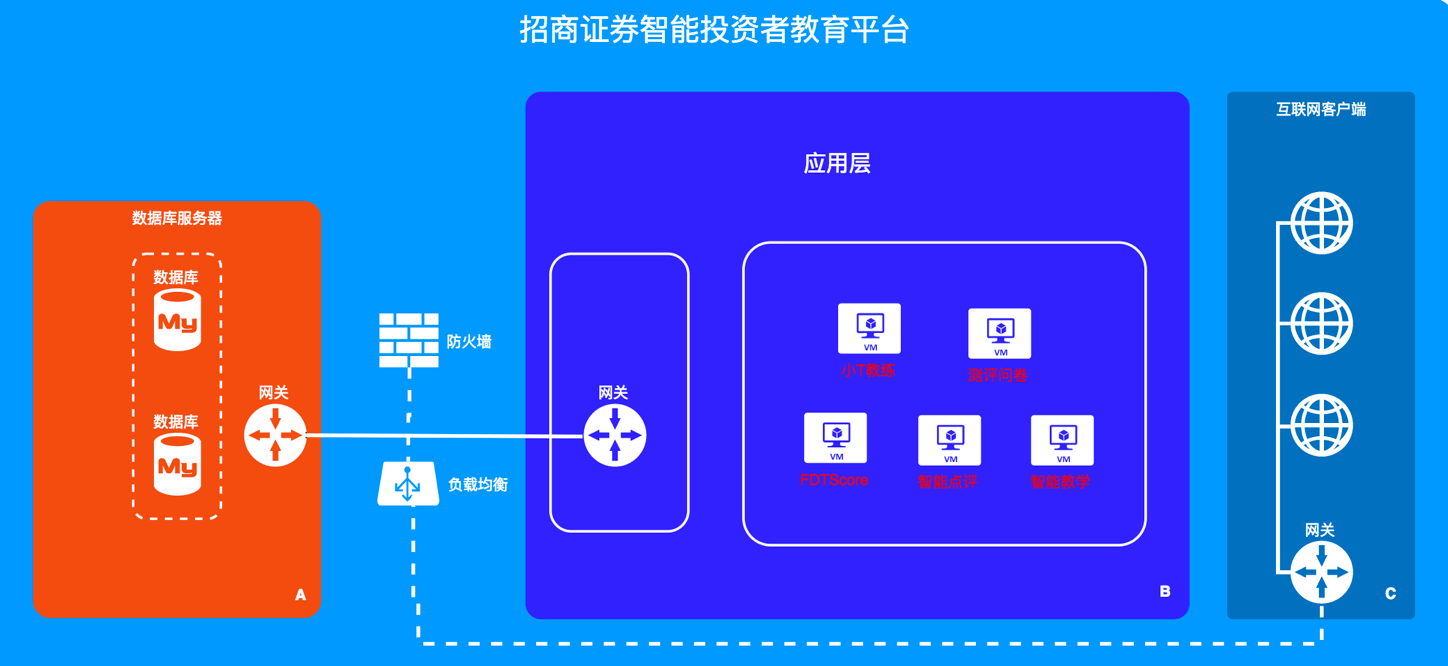 招商证券智能投资者教育平台
数据库服务器
数据库
My
数据库
My
网关
A
防火墙
负载均衡
应用层
网关
VM
小T教练
VM
测评问卷
VM
FDTScore
VM
智能点评
VM
智能教学
B
互联网客户端
网关
C